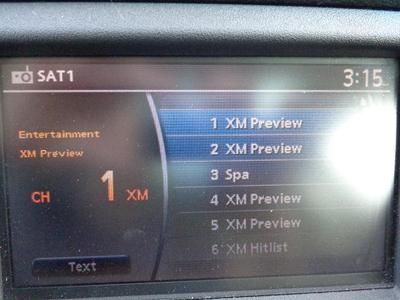 SAT1
3:15
Entertainment
XM Preview
CH 1 XM
Text
1 XM Preview
2 XM Preview
3 Spa
4 XM Preview
5 XM Preview
6 XM Hitlist